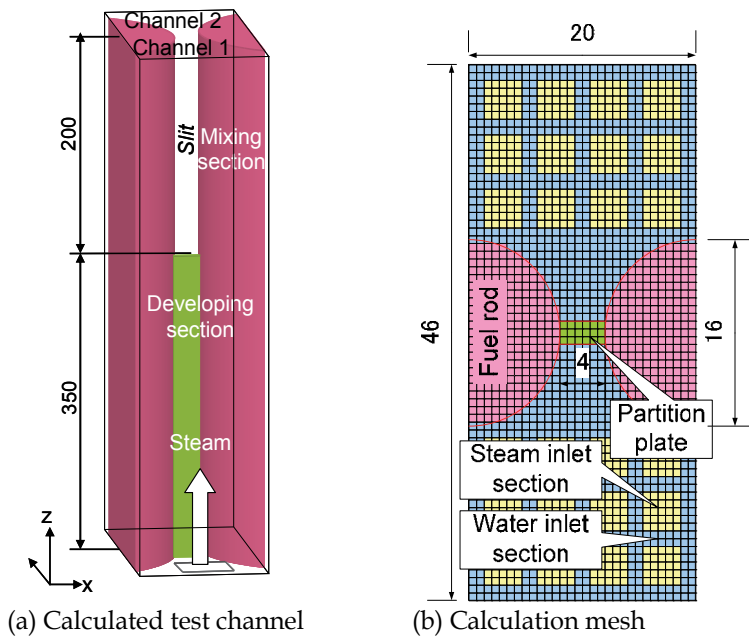 Channel 2
Channel 1
200
Slit
Mixing
section
Developing
section
350
Steam
z
x
(a) Calculated test channel
20
46
Fuel rod
16
4
Partition
plate
Steam inlet
section
Water inlet
section
(b) Calculation mesh